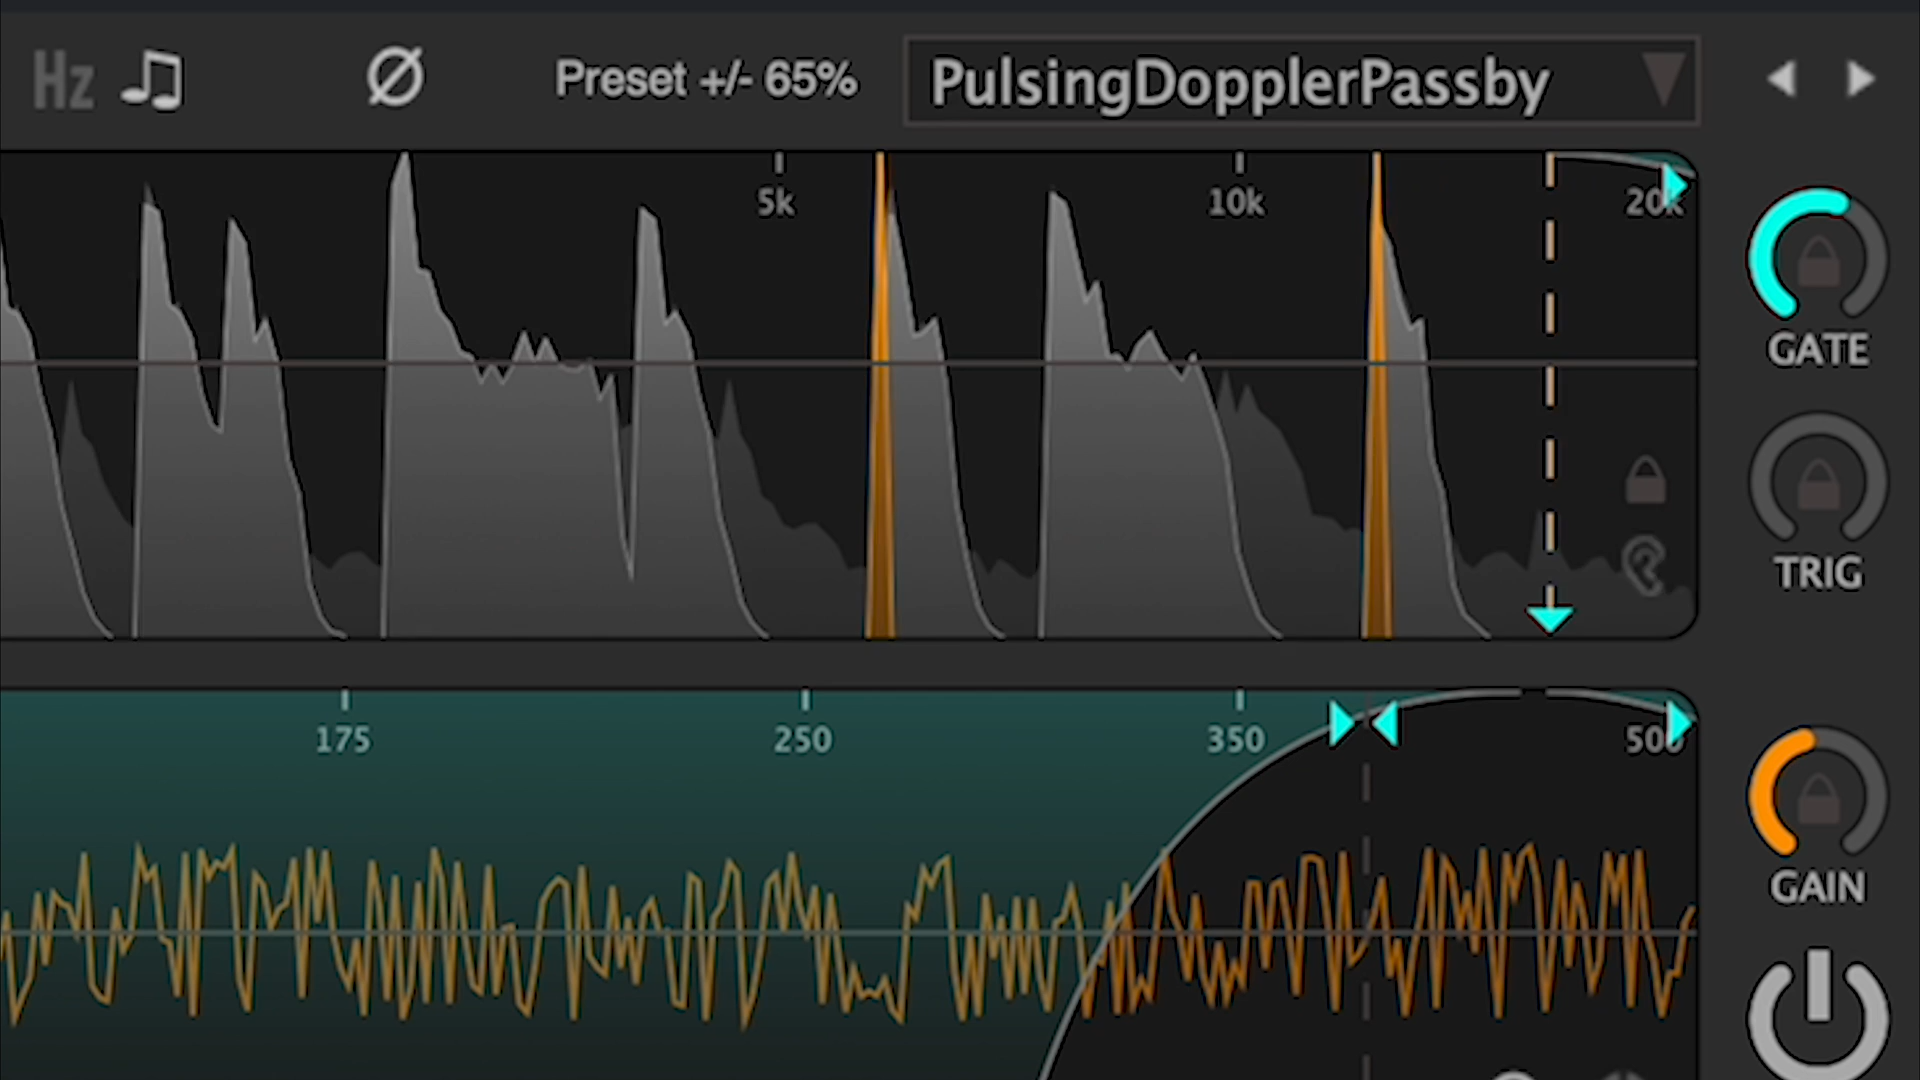 Hz
Preset +/- 65%
PulsingDopplerPassby
5k
10k
20k
GATE
TRIG
175
250
350
500
GAIN